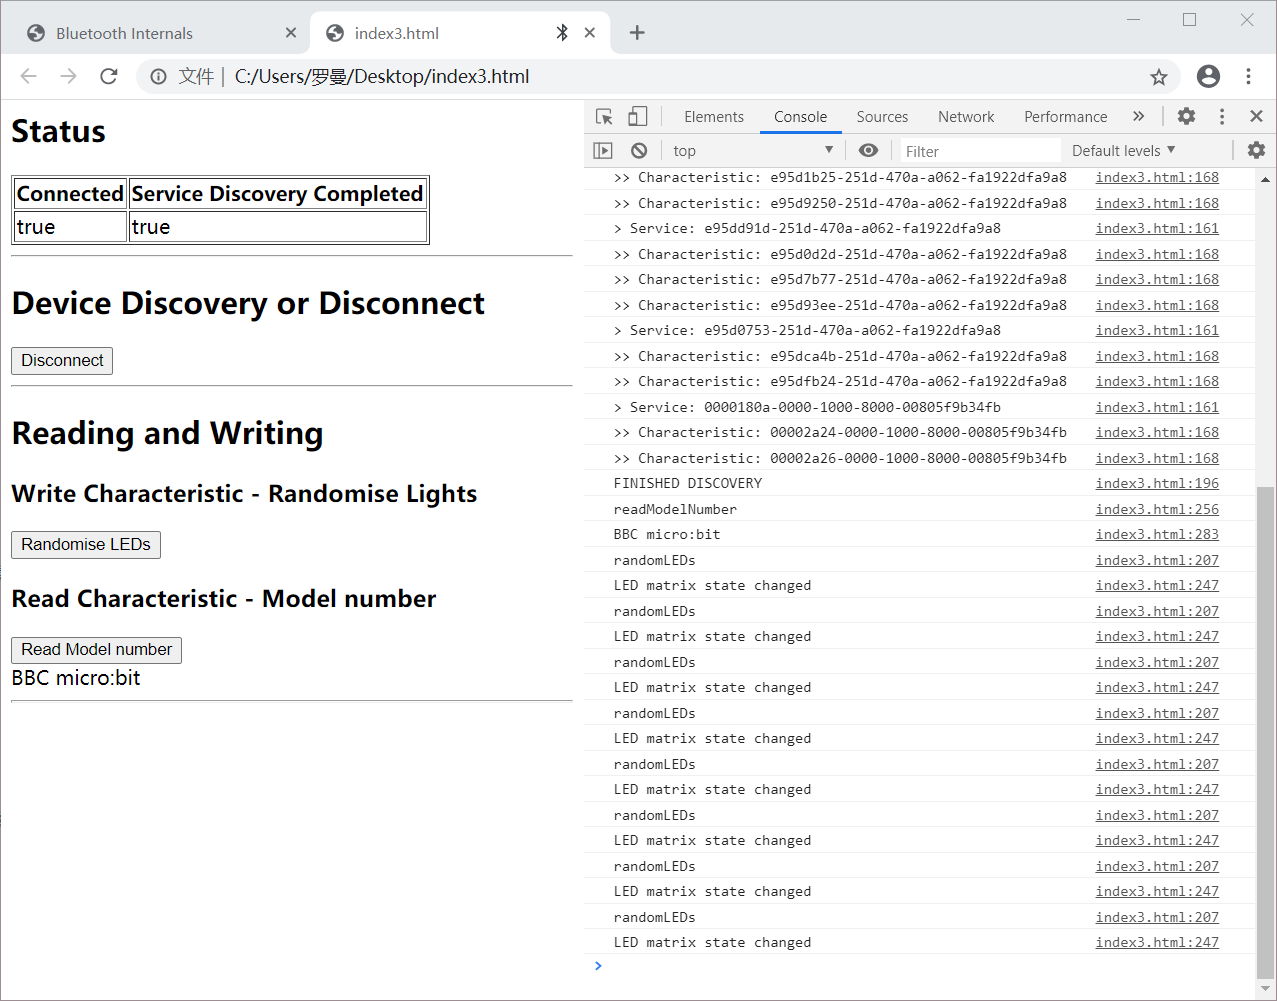 Bluetooth Internals
index3.html
文件 | C:/Users/罗曼/Desktop/index3.html
Status
Connected Service Discovery Completed
true true
Device Discovery or Disconnect
Disconnect
Reading and Writing
Write Characteristic - Randomise Lights
Randomise LEDs
Read Characteristic - Model number
Read Model number
BBC micro:bit
Elements Console Sources Network Performance »
top Filter Default levels
>> Characteristic: e95d1b25-251d-470a-a062-fa1922dfa9a8 index3.html:168
>> Characteristic: e95d9250-251d-470a-a062-fa1922dfa9a8 index3.html:168
> Service: e95dd91d-251d-470a-a062-fa1922dfa9a8 index3.html:161
>> Characteristic: e95d0d2d-251d-470a-a062-fa1922dfa9a8 index3.html:168
>> Characteristic: e95d7b77-251d-470a-a062-fa1922dfa9a8 index3.html:168
>> Characteristic: e95d93ee-251d-470a-a062-fa1922dfa9a8 index3.html:168
> Service: e95d0753-251d-470a-a062-fa1922dfa9a8 index3.html:161
>> Characteristic: e95dca4b-251d-470a-a062-fa1922dfa9a8 index3.html:168
>> Characteristic: e95dfb24-251d-470a-a062-fa1922dfa9a8 index3.html:168
> Service: 0000180a-0000-1000-8000-00805f9b34fb index3.html:161
>> Characteristic: 00002a24-0000-1000-8000-00805f9b34fb index3.html:168
>> Characteristic: 00002a26-0000-1000-8000-00805f9b34fb index3.html:168
FINISHED DISCOVERY index3.html:196
readModelNumber index3.html:256
BBC micro:bit index3.html:283
randomLEDs index3.html:207
LED matrix state changed index3.html:247
randomLEDs index3.html:207
LED matrix state changed index3.html:247
randomLEDs index3.html:207
LED matrix state changed index3.html:247
randomLEDs index3.html:207
LED matrix state changed index3.html:247
randomLEDs index3.html:207
LED matrix state changed index3.html:247
randomLEDs index3.html:207
LED matrix state changed index3.html:247
randomLEDs index3.html:207
LED matrix state changed index3.html:247
randomLEDs index3.html:207
LED matrix state changed index3.html:247
>